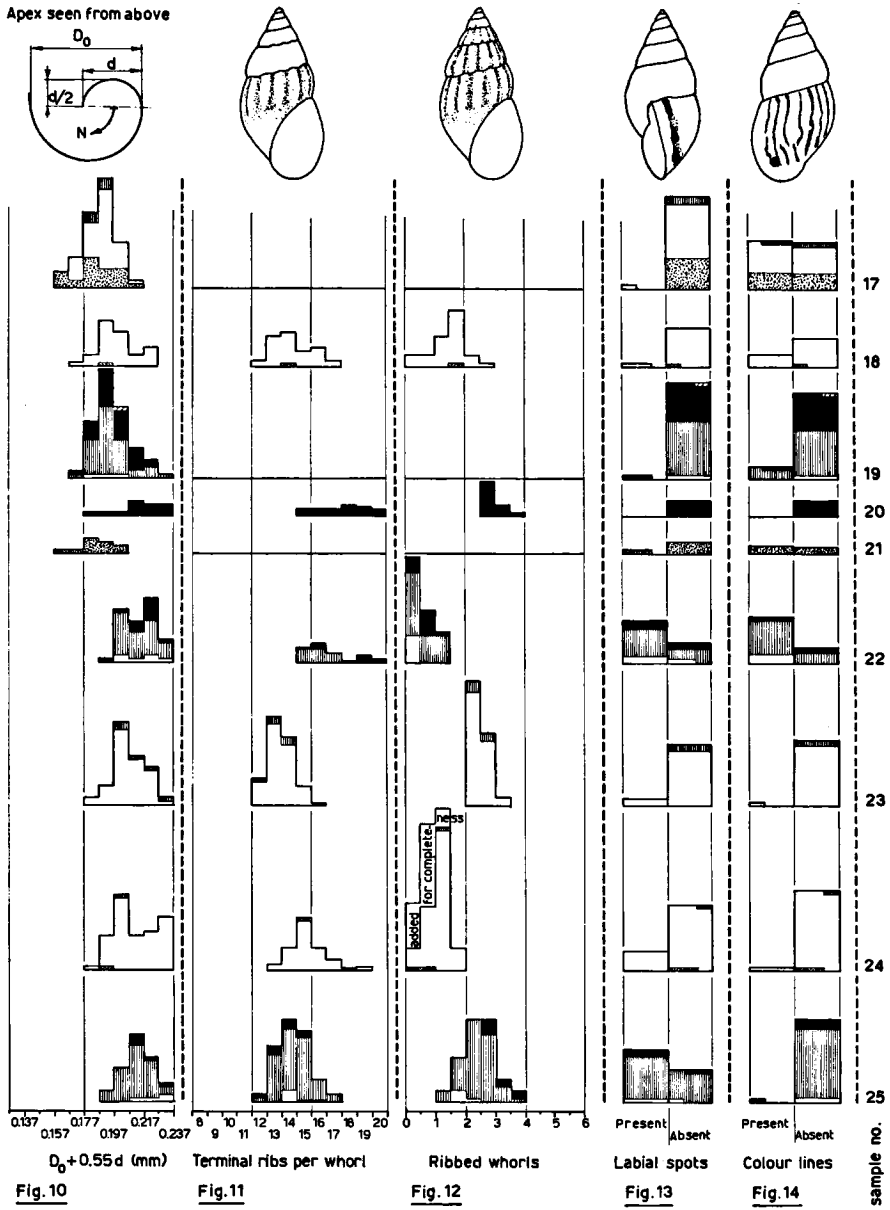 Apex seen from above
D₀
d
d/2
N
17
18
19
20
21
22
23
ness
for complete-
added
24
25
0.137 0.177 0.217
0.157 0.197 0.237
8 10 12 14 16 18 20
9 11 13 15 17 19
0 1 2 3 4 5 6
Present Absent
Present Absent
D₀+0.55d (mm)
Terminal ribs per whorl
Ribbed whorls
Labial spots
Colour lines
sample no.
Fig.10
Fig.11
Fig.12
Fig.13
Fig.14